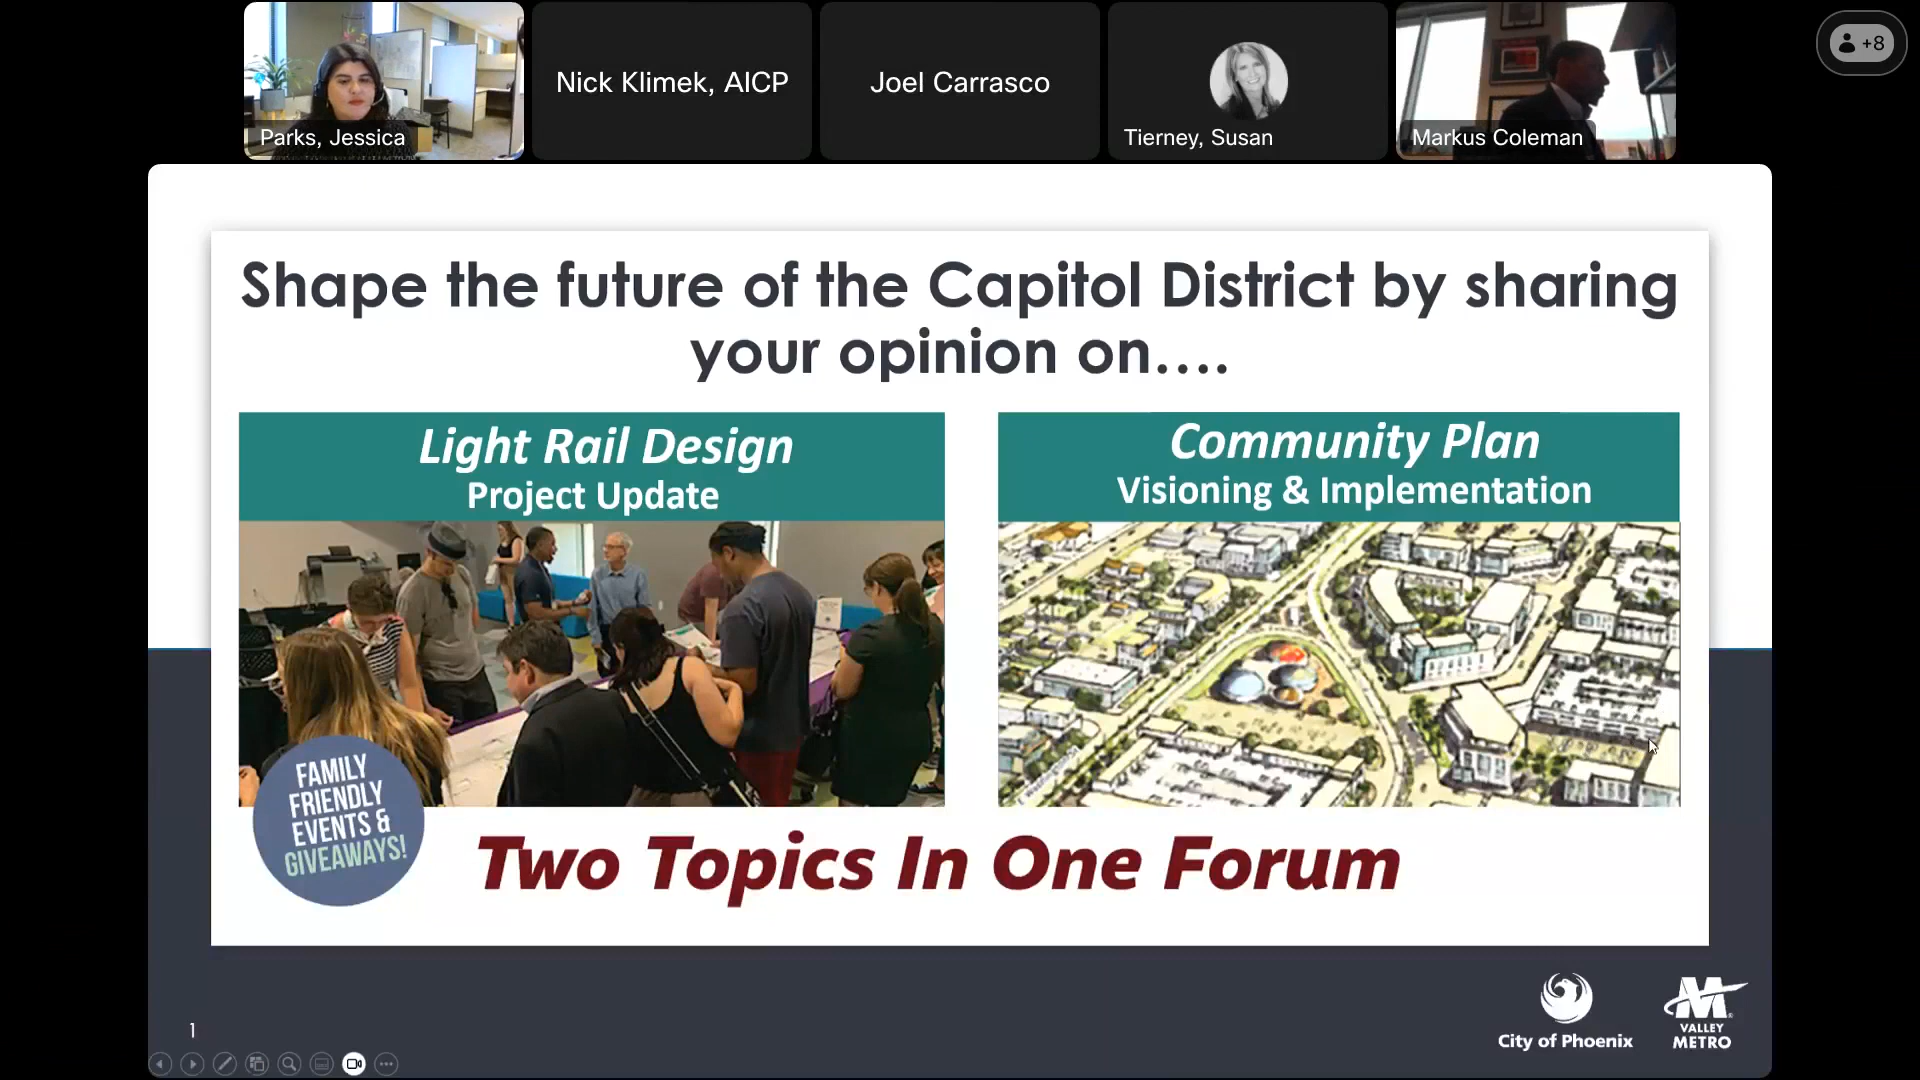 Parks, Jessica
Nick Klimek, AICP
Joel Carrasco
Tierney, Susan
Markus Coleman
+8
Shape the future of the Capitol District by sharing
your opinion on....
Light Rail Design
Project Update
Community Plan
Visioning & Implementation
FAMILY
FRIENDLY
EVENTS &
GIVEAWAYS!
Two Topics In One Forum
1
City of Phoenix
VALLEY
METRO